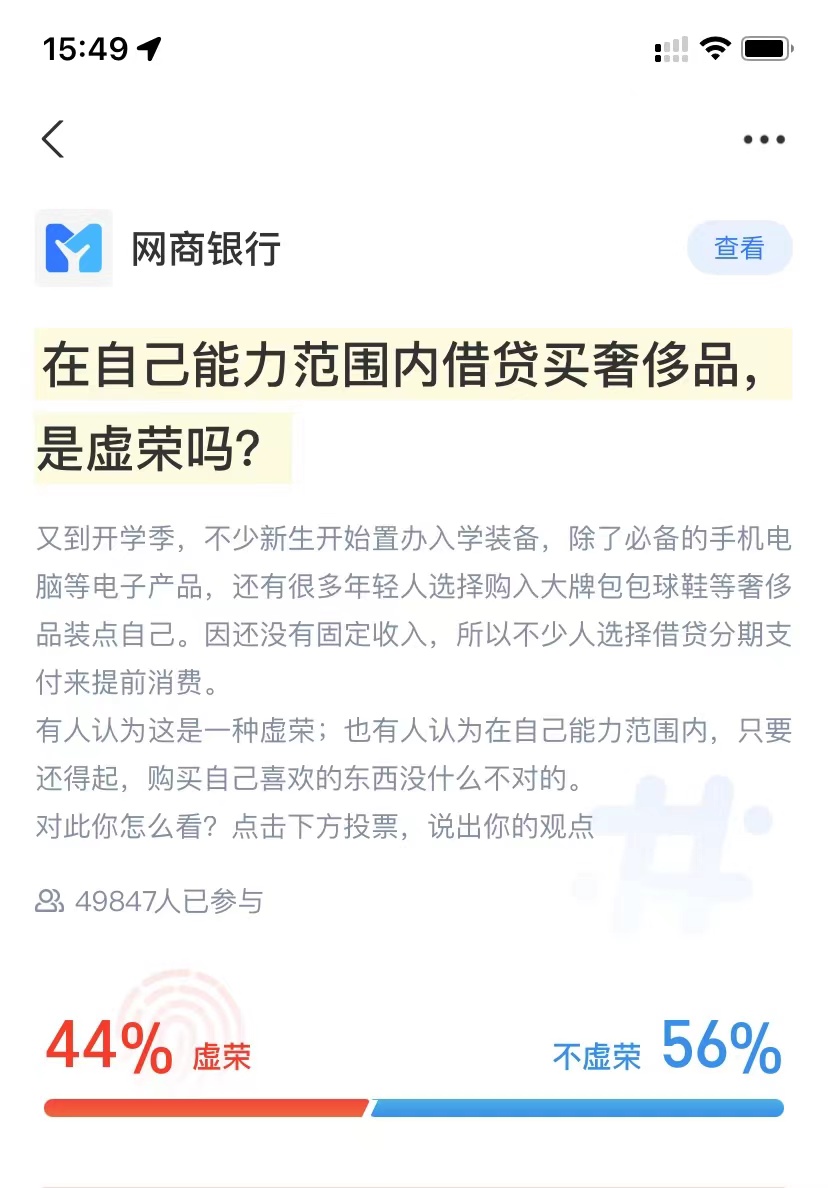 15:49
网商银行
查看
在自己能力范围内借贷买奢侈品，
是虚荣吗？
又到开学季，不少新生开始置办入学装备，除了必备的手机电
脑等电子产品，还有很多年轻人选择购入大牌包包球鞋等奢侈
品装点自己。因还没有固定收入，所以不少人选择借贷分期支
付来提前消费。
有人认为这是一种虚荣；也有人认为在自己能力范围内，只要
还得起，购买自己喜欢的东西没什么不对的。
对此你怎么看？点击下方投票，说出你的观点
49847人已参与
44% 虚荣 不虚荣 56%